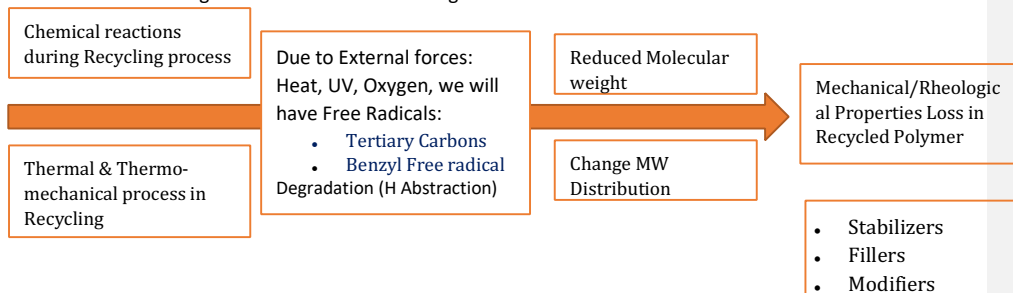 Chemical reactions
during Recycling process
Thermal & Thermo-
mechanical process in
Recycling
Due to External forces:
Heat, UV, Oxygen, we will
have Free Radicals:
• Tertiary Carbons
• Benzyl Free radical
Degradation (H Abstraction)
Reduced Molecular
weight
Change MW
Distribution
Mechanical/Rheologic
al Properties Loss in
Recycled Polymer
• Stabilizers
• Fillers
• Modifiers